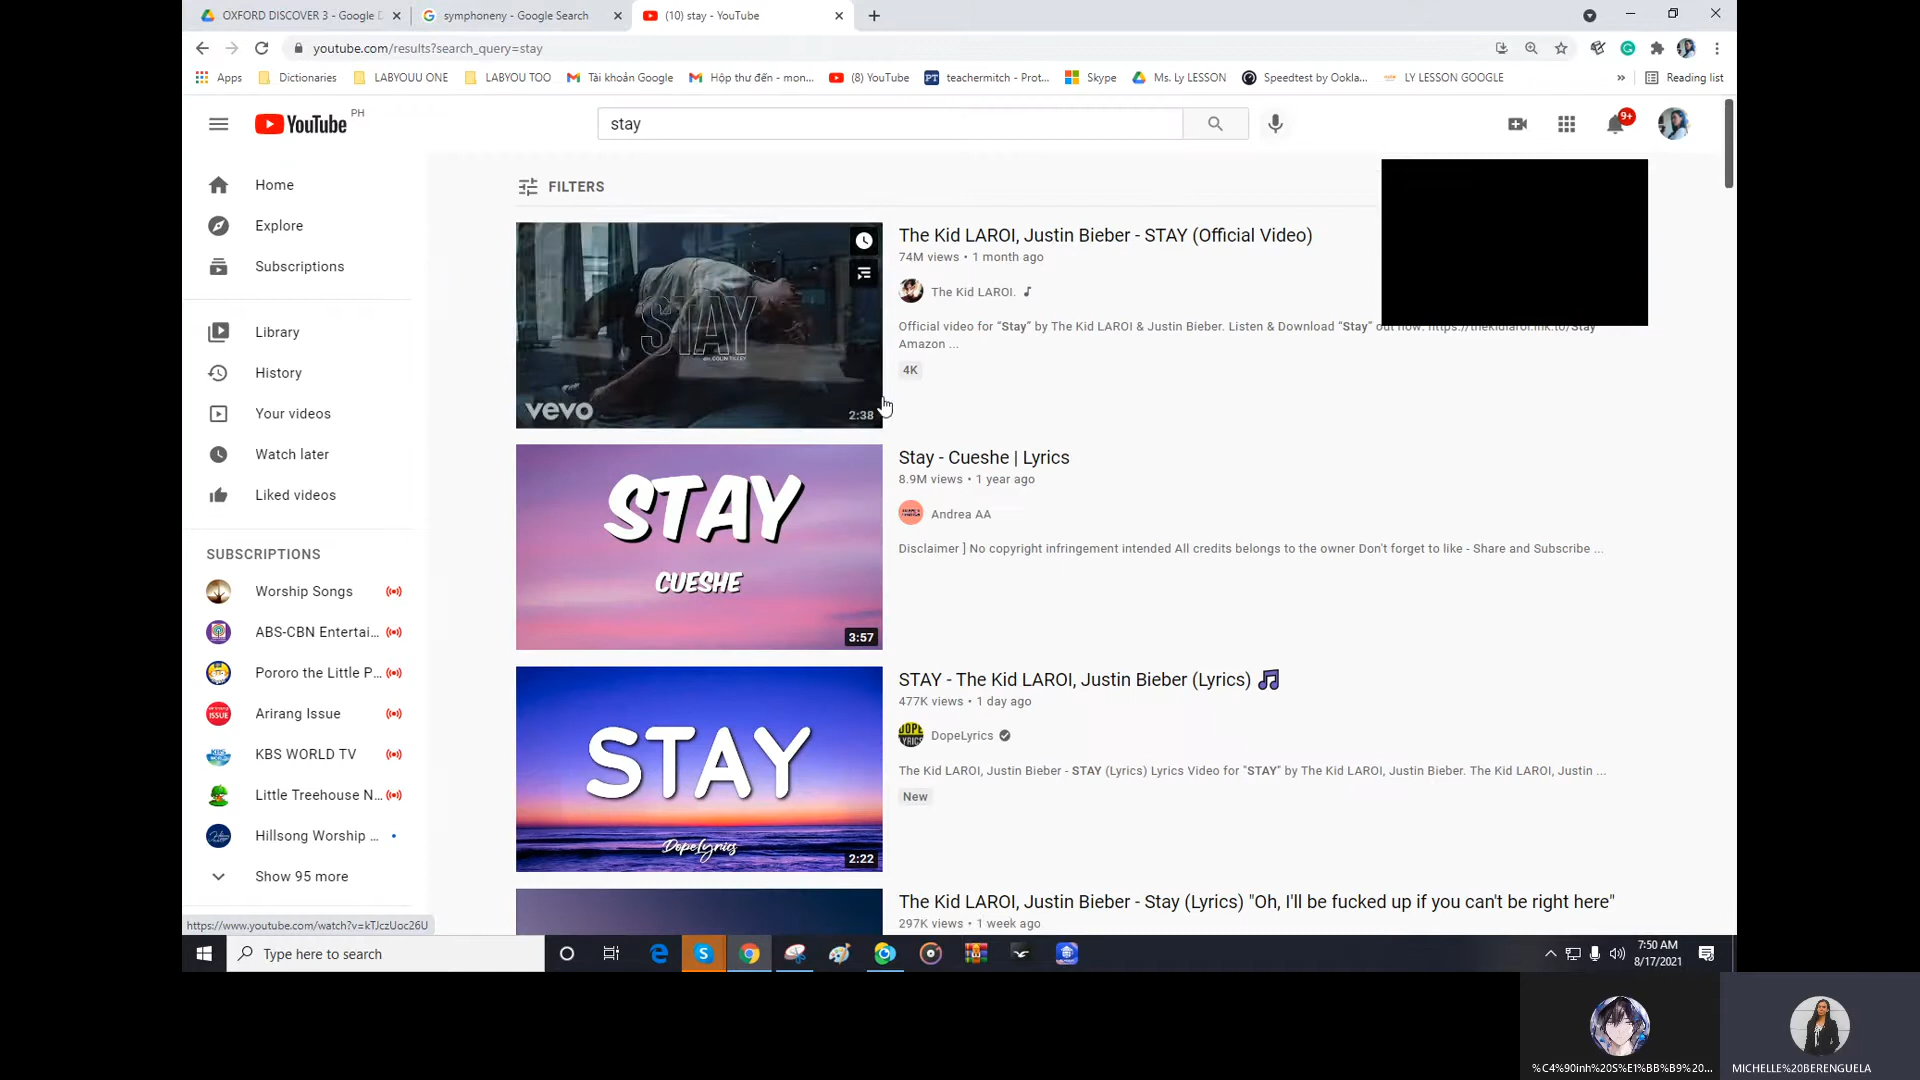 OXFORD DISCOVER 3 - Google D
symphoneny - Google Search
(10) stay - YouTube
youtube.com/results?search_query=stay
Apps
Dictionaries
LABYOUU ONE
LABYOU TOO
Tài khoản Google
Hộp thư đến - mon...
(8) YouTube
PT
teachermitch - Prot...
Skype
Ms. Ly LESSON
Speedtest by Ookla...
LY LESSON GOOGLE
»
Reading list
YouTube PH
stay
9+
Home
Explore
Subscriptions
Library
History
Your videos
Watch later
Liked videos
SUBSCRIPTIONS
Worship Songs
ABS-CBN Entertai...
Pororo the Little P...
Arirang Issue
KBS WORLD TV
Little Treehouse N...
Hillsong Worship ...
Show 95 more
https://www.youtube.com/watch?v=kTJczUoc26U
FILTERS
STAY
DIR. COLIN TILLEY
vevo
2:38
The Kid LAROI, Justin Bieber - STAY (Official Video)
74M views • 1 month ago
The Kid LAROI.
Official video for “Stay” by The Kid LAROI & Justin Bieber. Listen & Download “Stay” out now: https://thekidlaroi.lnk.to/Stay
Amazon ...
4K
STAY
CUESHE
3:57
Stay - Cueshe | Lyrics
8.9M views • 1 year ago
Andrea AA
Disclaimer ] No copyright infringement intended All credits belongs to the owner Don't forget to like - Share and Subscribe ...
STAY
DopeLyrics
2:22
STAY - The Kid LAROI, Justin Bieber (Lyrics) 🎵
477K views • 1 day ago
DopeLyrics
The Kid LAROI, Justin Bieber - STAY (Lyrics) Lyrics Video for "STAY" by The Kid LAROI, Justin Bieber. The Kid LAROI, Justin ...
New
The Kid LAROI, Justin Bieber - Stay (Lyrics) "Oh, I'll be fucked up if you can't be right here"
297K views • 1 week ago
Type here to search
7:50 AM
8/17/2021
%C4%90inh%20S%E1%BB%B9%20...
MICHELLE%20BERENGUELA